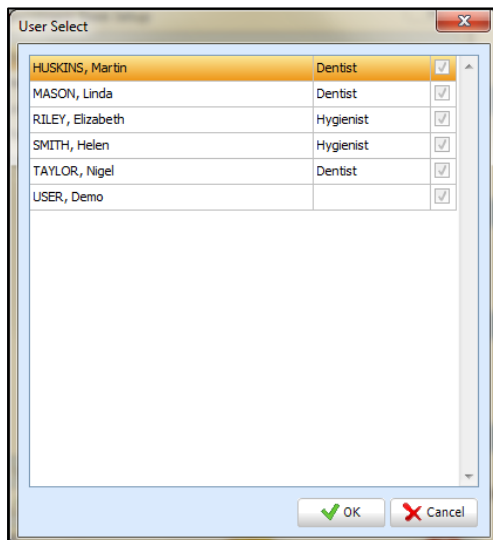 User Select
HUSKINS, Martin Dentist
MASON, Linda Dentist
RILEY, Elizabeth Hygienist
SMITH, Helen Hygienist
TAYLOR, Nigel Dentist
USER, Demo
OK Cancel